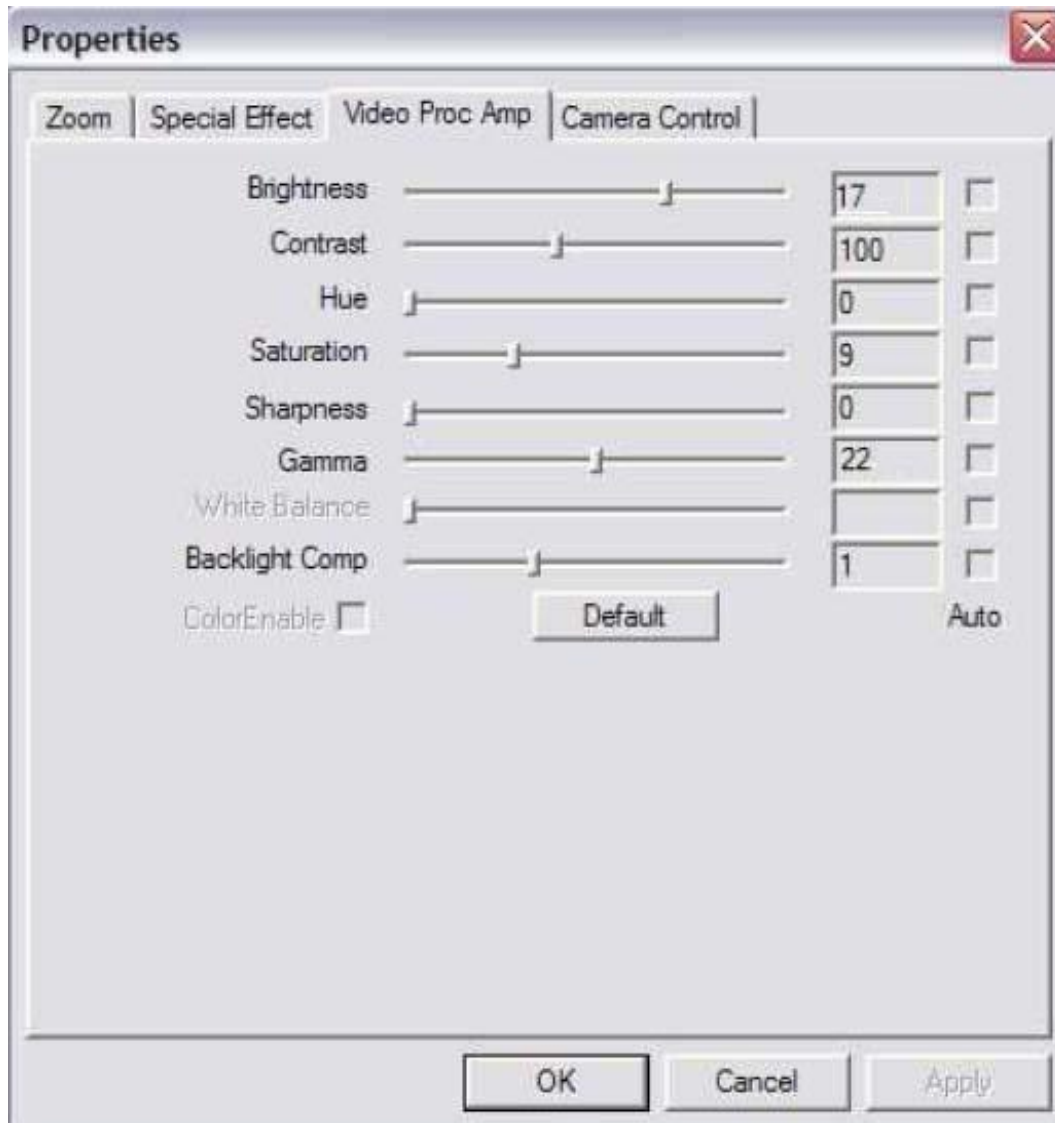 Properties
Zoom Special Effect Video Proc Amp Camera Control
Brightness 17
Contrast 100
Hue 0
Saturation 9
Sharpness 0
Gamma 22
White Balance
Backlight Comp 1
ColorEnable Default Auto
OK Cancel Apply